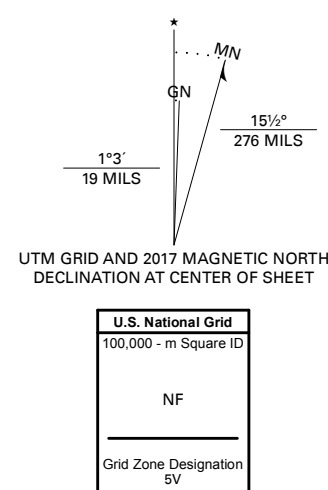 ★
MN
GN
15½°
276 MILS
1°3´
19 MILS
UTM GRID AND 2017 MAGNETIC NORTH
DECLINATION AT CENTER OF SHEET
U.S. National Grid
100,000 - m Square ID
NF
Grid Zone Designation
5V